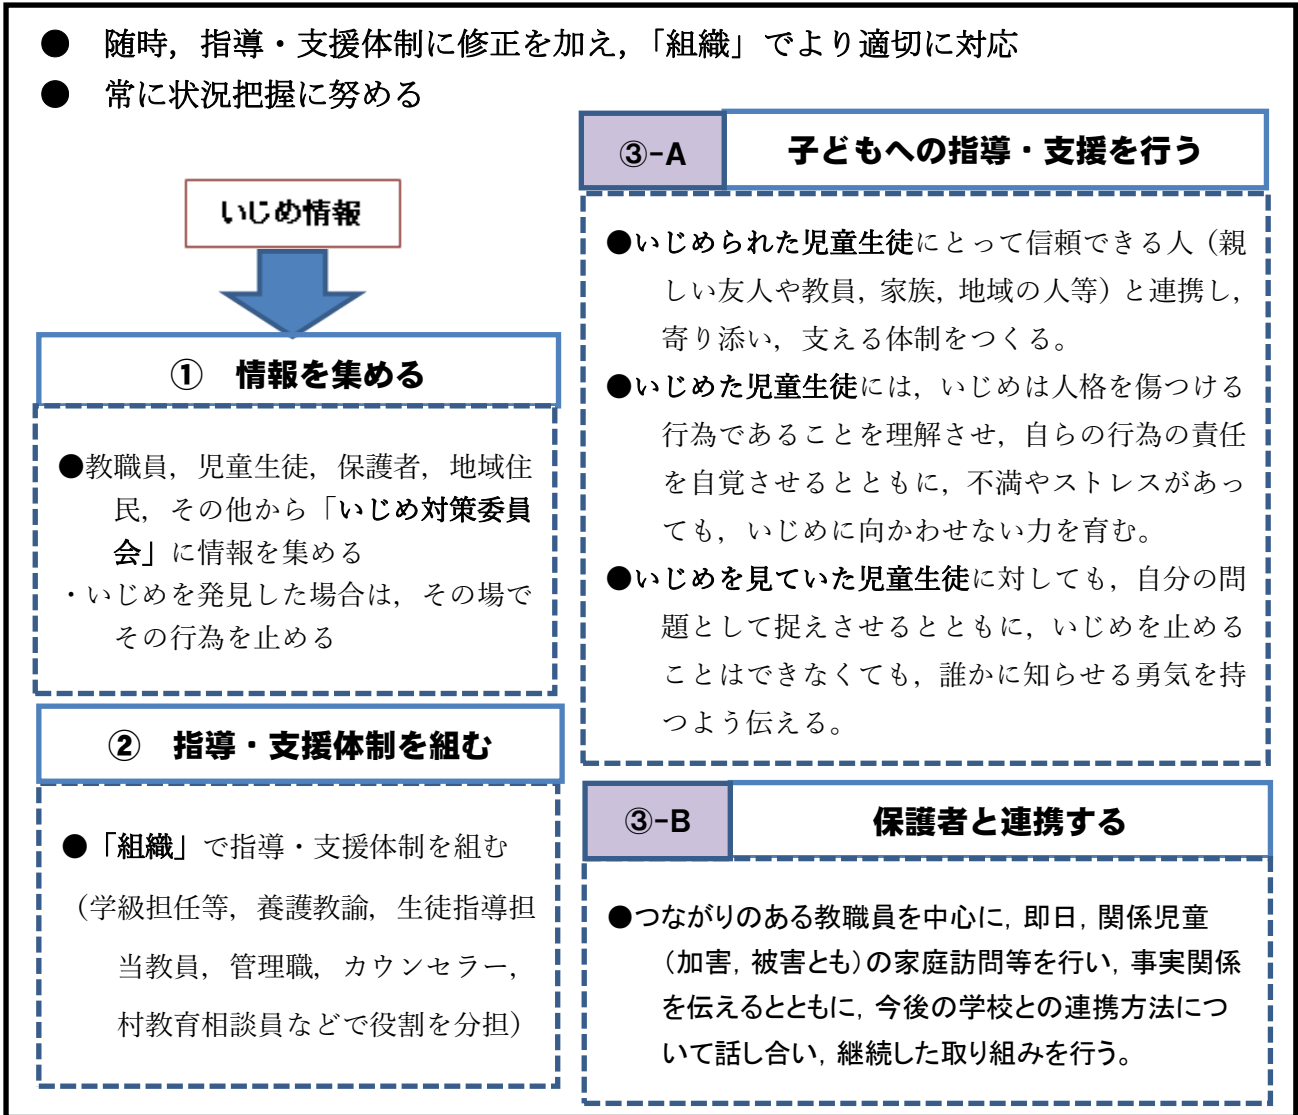 ● 随時，指導・支援体制に修正を加え，「組織」でより適切に対応
● 常に状況把握に努める
いじめ情報
① 情報を集める
●教職員，児童生徒，保護者，地域住
民，その他から「いじめ対策委員
会」に情報を集める
・いじめを発見した場合は，その場で
その行為を止める
② 指導・支援体制を組む
●「組織」で指導・支援体制を組む
（学級担任等，養護教諭，生徒指導担
当教員，管理職，カウンセラー，
村教育相談員などで役割を分担）
③-A 子どもへの指導・支援を行う
●いじめられた児童生徒にとって信頼できる人（親
しい友人や教員，家族，地域の人等）と連携し，
寄り添い，支える体制をつくる。
●いじめた児童生徒には，いじめは人格を傷つける
行為であることを理解させ，自らの行為の責任
を自覚させるとともに，不満やストレスがあっ
ても，いじめに向かわせない力を育む。
●いじめを見ていた児童生徒に対しても，自分の問
題として捉えさせるとともに，いじめを止める
ことはできなくても，誰かに知らせる勇気を持
つよう伝える。
③-B 保護者と連携する
●つながりのある教職員を中心に，即日，関係児童
（加害，被害とも）の家庭訪問等を行い，事実関係
を伝えるとともに，今後の学校との連携方法につ
いて話し合い，継続した取り組みを行う。